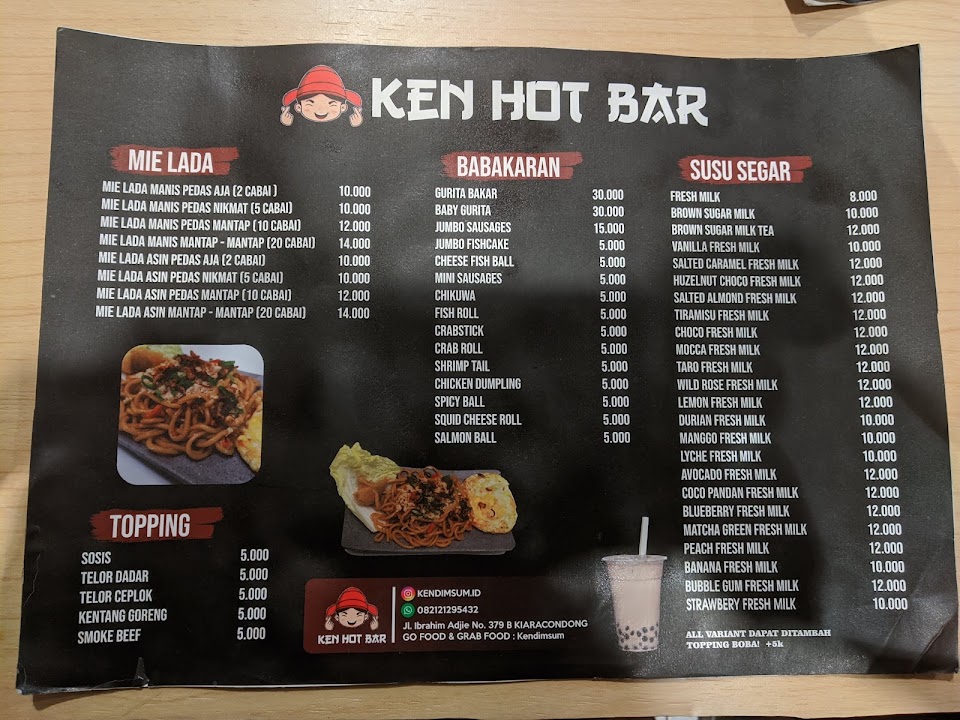 KEN HOT BAR
MIE LADA
MIE LADA MANIS PEDAS AJA (2 CABAI ) 10.000
MIE LADA MANIS PEDAS NIKMAT (5 CABAI) 10.000
MIE LADA MANIS PEDAS MANTAP (10 CABAI) 12.000
MIE LADA MANIS MANTAP - MANTAP (20 CABAI) 14.000
MIE LADA ASIN PEDAS AJA (2 CABAI) 10.000
MIE LADA ASIN PEDAS NIKMAT (5 CABAI) 10.000
MIE LADA ASIN PEDAS MANTAP (10 CABAI) 12.000
MIE LADA ASIN MANTAP - MANTAP (20 CABAI) 14.000
TOPPING
SOSIS 5.000
TELOR DADAR 5.000
TELOR CEPLOK 5.000
KENTANG GORENG 5.000
SMOKE BEEF 5.000
BABAKARAN
GURITA BAKAR 30.000
BABY GURITA 30.000
JUMBO SAUSAGES 15.000
JUMBO FISHCAKE 5.000
CHEESE FISH BALL 5.000
MINI SAUSAGES 5.000
CHIKUWA 5.000
FISH ROLL 5.000
CRABSTICK 5.000
CRAB ROLL 5.000
SHRIMP TAIL 5.000
CHICKEN DUMPLING 5.000
SPICY BALL 5.000
SQUID CHEESE ROLL 5.000
SALMON BALL 5.000
KEN HOT BAR
KENDIMSUM.ID
082121295432
JL. Ibrahim Adjie No. 379 B KIARACONDONG
GO FOOD & GRAB FOOD : Kendimsum
SUSU SEGAR
FRESH MILK 8.000
BROWN SUGAR MILK 10.000
BROWN SUGAR MILK TEA 12.000
VANILLA FRESH MILK 10.000
SALTED CARAMEL FRESH MILK 12.000
HUZELNUT CHOCO FRESH MILK 12.000
SALTED ALMOND FRESH MILK 12.000
TIRAMISU FRESH MILK 12.000
CHOCO FRESH MILK 12.000
MOCCA FRESH MILK 12.000
TARO FRESH MILK 12.000
WILD ROSE FRESH MILK 12.000
LEMON FRESH MILK 12.000
DURIAN FRESH MILK 10.000
MANGGO FRESH MILK 10.000
LYCHE FRESH MILK 10.000
AVOCADO FRESH MILK 12.000
COCO PANDAN FRESH MILK 12.000
BLUEBERRY FRESH MILK 12.000
MATCHA GREEN FRESH MILK 12.000
PEACH FRESH MILK 12.000
BANANA FRESH MILK 10.000
BUBBLE GUM FRESH MILK 12.000
STRAWBERY FRESH MILK 10.000
ALL VARIANT DAPAT DITAMBAH
TOPPING BOBA! +5k